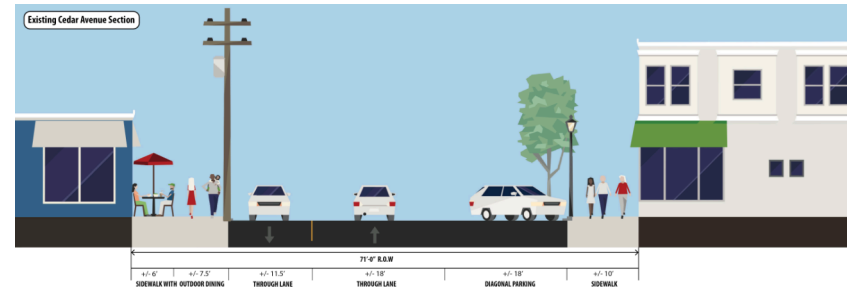 Existing Cedar Avenue Section
71'-0" R.O.W
+/- 6' +/- 7.5' +/- 11.5' +/- 18' +/- 18' +/- 10'
SIDEWALK WITH OUTDOOR DINING THROUGH LANE THROUGH LANE DIAGONAL PARKING SIDEWALK